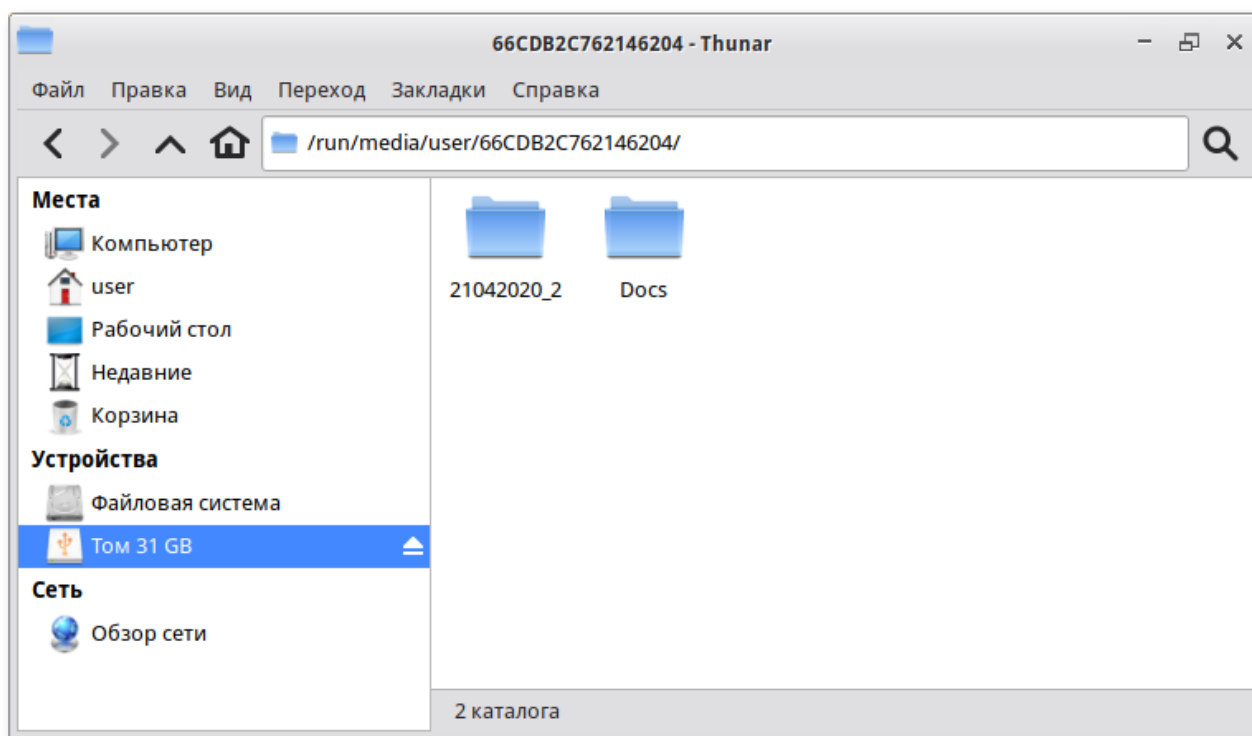 66CDB2C762146204 - Thunar
Файл Правка Вид Переход Закладки Справка
/run/media/user/66CDB2C762146204/
Места
Компьютер
user
Рабочий стол
Недавние
Корзина
Устройства
Файловая система
Том 31 GB
Сеть
Обзор сети
21042020_2 Docs
2 каталога